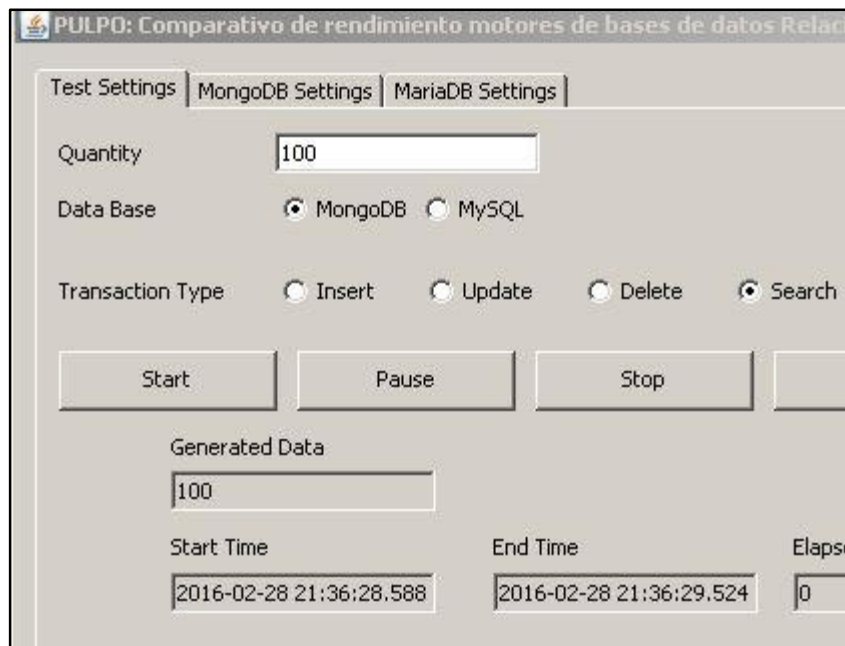 PULPO: Comparativo de rendimiento motores de bases de datos Relaci
Test Settings MongoDB Settings MariaDB Settings
Quantity 100
Data Base MongoDB MySQL
Transaction Type Insert Update Delete Search
Start Pause Stop
Generated Data
100
Start Time End Time Elapse
2016-02-28 21:36:28.588 2016-02-28 21:36:29.524 0